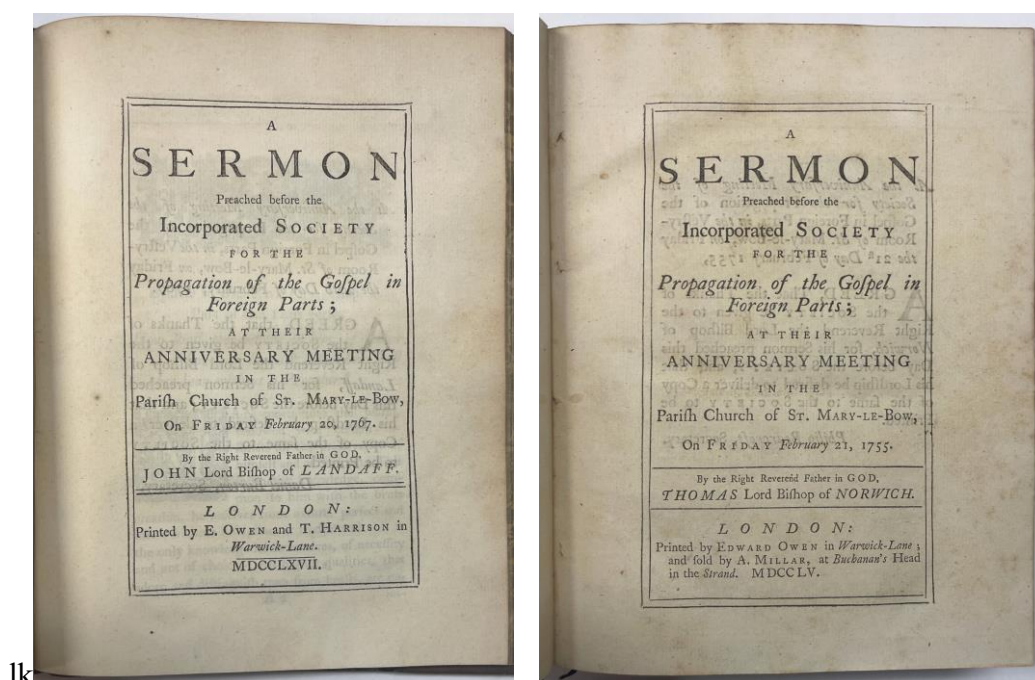 A
SERMON
Preached before the
Incorporated SOCIETY
FOR THE
Propagation of the Goſpel in
Foreign Parts;
AT THEIR
ANNIVERSARY MEETING
IN THE
Pariſh Church of ST. MARY-LE-BOW,
On FRIDAY February 20, 1767.
By the Right Reverend Father in GOD,
JOHN Lord Biſhop of LANDAFF.
LONDON:
Printed by E. OWEN and T. HARRISON in
Warwick-Lane.
MDCCLXVII.
A
SERMON
Preached before the
Incorporated SOCIETY
FOR THE
Propagation of the Goſpel in
Foreign Parts;
AT THEIR
ANNIVERSARY MEETING
IN THE
Pariſh Church of ST. MARY-LE-BOW,
On FRIDAY February 21, 1755.
By the Right Reverend Father in GOD,
THOMAS Lord Biſhop of NORWICH.
LONDON:
Printed by EDWARD OWEN in Warwick-Lane;
and ſold by A. MILLAR, at Buchanan's Head
in the Strand. MDCCLV.
lk